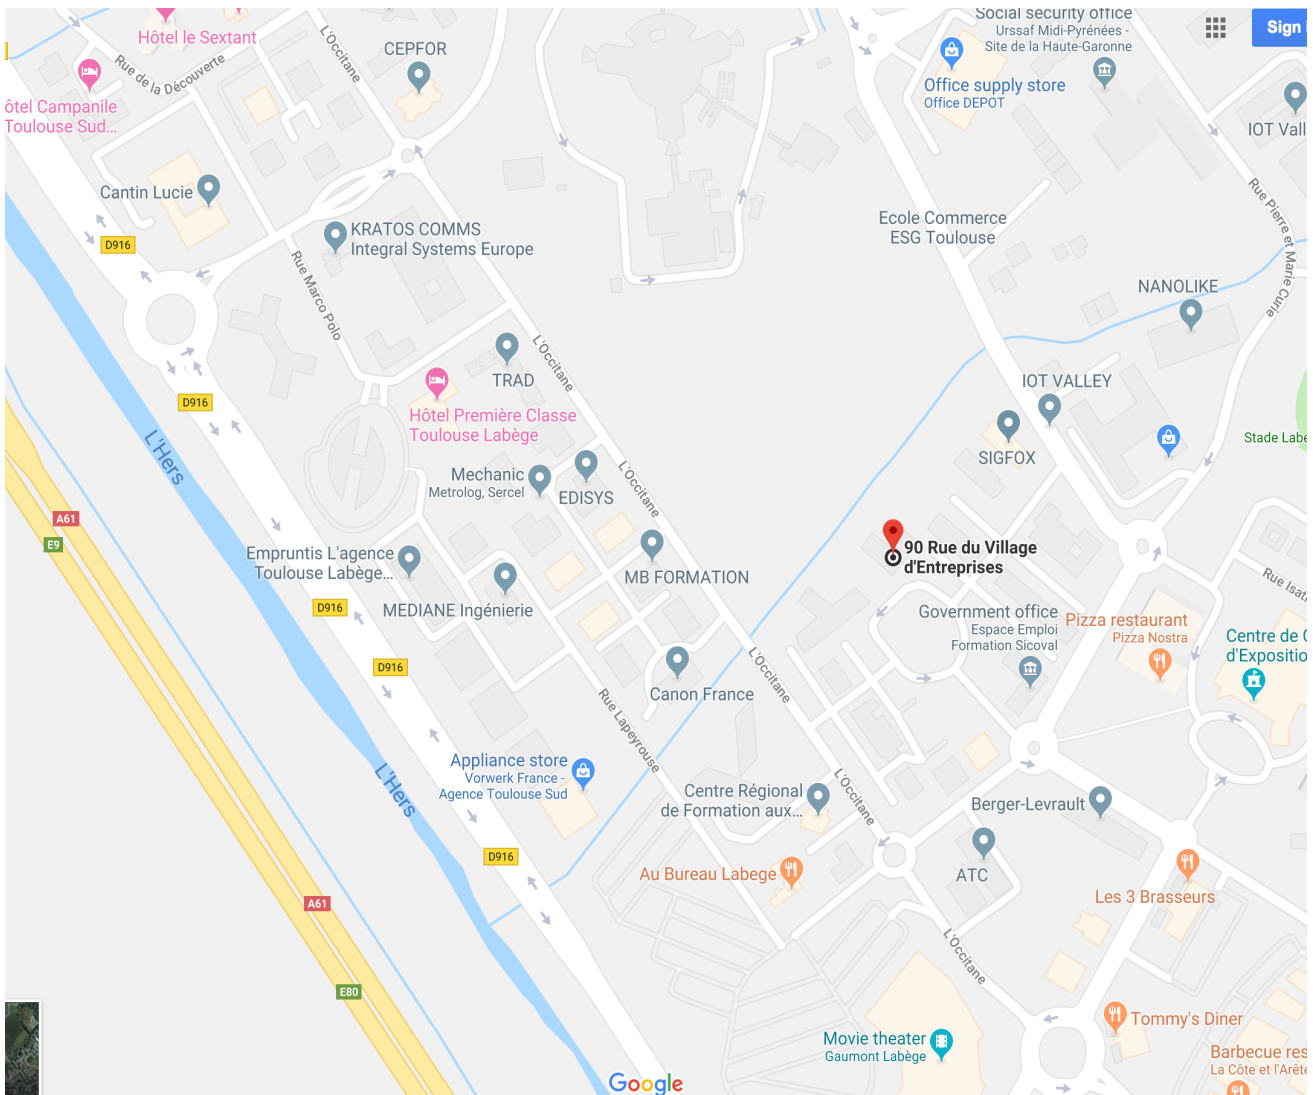 Social security office
Urssaf Midi-Pyrénées -
Site de la Haute-Garonne
Sign
Hôtel le Sextant
CEPFOR
L'Occitane
Rue de la Découverte
Office supply store
Office DEPOT
ôtel Campanile
Toulouse Sud...
IOT Vall
Cantin Lucie
KRATOS COMMS
Integral Systems Europe
Ecole Commerce
ESG Toulouse
Rue Pierre et Marie Curie
D916
Rue Marco Polo
NANOLIKE
L'Occitane
TRAD
IOT VALLEY
D916
Hôtel Première Classe
Toulouse Labège
Stade Labe
L'Hers
SIGFOX
Mechanic
Metrolog, Sercel
EDISYS
L'Occitane
A61
E9
Empruntis L'agence
Toulouse Labège...
90 Rue du Village
d'Entreprises
MB FORMATION
Rue Isat
D916
MEDIANE Ingénierie
Government office
Espace Emploi
Formation Sicoval
Pizza restaurant
Pizza Nostra
Centre de C
d'Expositio
D916
L'Occitane
Canon France
Rue Lapeyrouse
Appliance store
Vorwerk France -
Agence Toulouse Sud
L'Hers
Centre Régional
de Formation aux...
L'Occitane
Berger-Levrault
D916
Au Bureau Labege
ATC
Les 3 Brasseurs
A61
L'Occitane
E80
Tommy's Diner
Movie theater
Gaumont Labège
Barbecue res
La Côte et l'Arête
Google